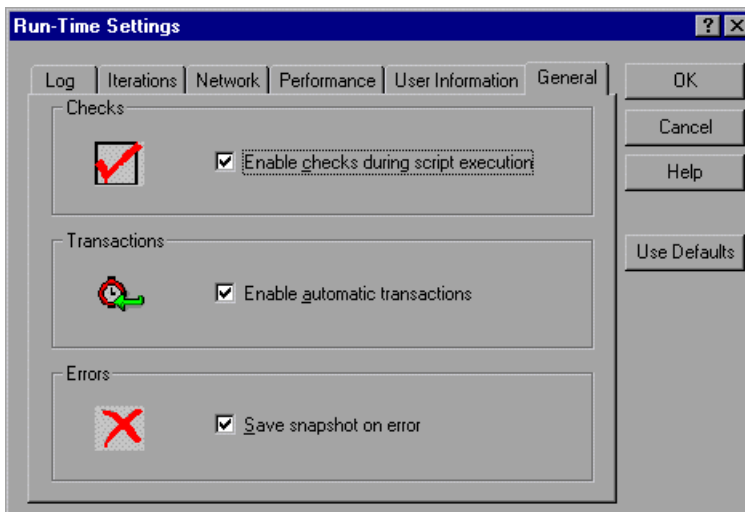 Run-Time Settings
Log
Iterations
Network
Performance
User Information
General
OK
Cancel
Help
Use Defaults
Checks
Enable checks during script execution
Transactions
Enable automatic transactions
Errors
Save snapshot on error